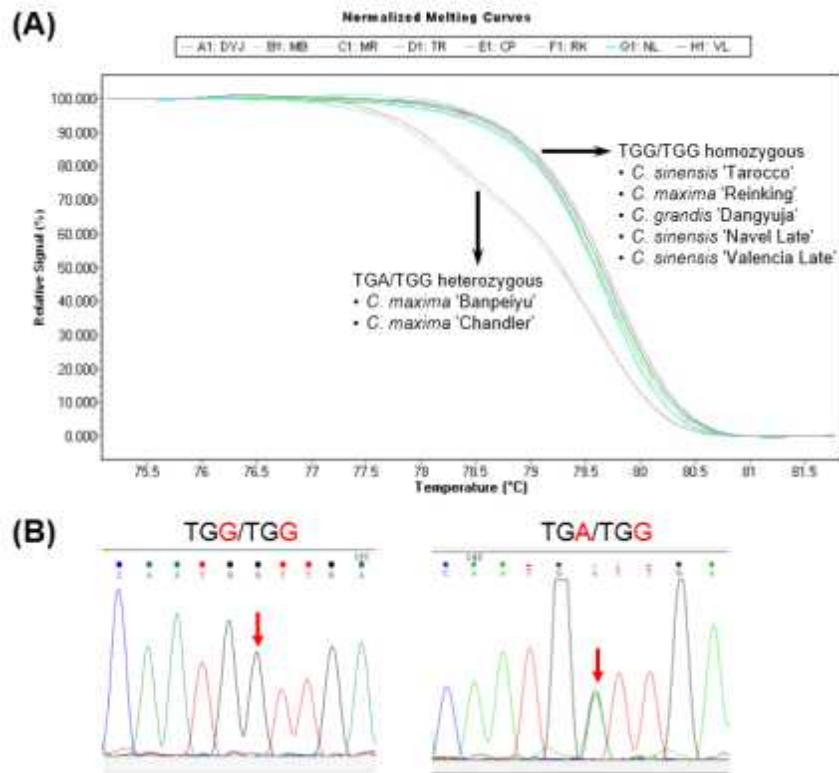 (A)
Normalized Melting Curves
A1: DYJ B1: MB C1: MR D1: TR E1: CP F1: RK G1: NL H1: VL
100.000
90.000
80.000
70.000
60.000
50.000
40.000
30.000
20.000
10.000
0.000
Relative Signal (%)
TGG/TGG homozygous
• C. sinensis 'Tarocco'
• C. maxima 'Reinking'
• C. grandis 'Dangyuja'
• C. sinensis 'Navel Late'
• C. sinensis 'Valencia Late'
TGA/TGG heterozygous
• C. maxima 'Banpeiyu'
• C. maxima 'Chandler'
75.5 76 76.5 77 77.5 78 78.5 79 79.5 80 80.5 81 81.5
Temperature (°C)
(B)
TGG/TGG
TGA/TGG